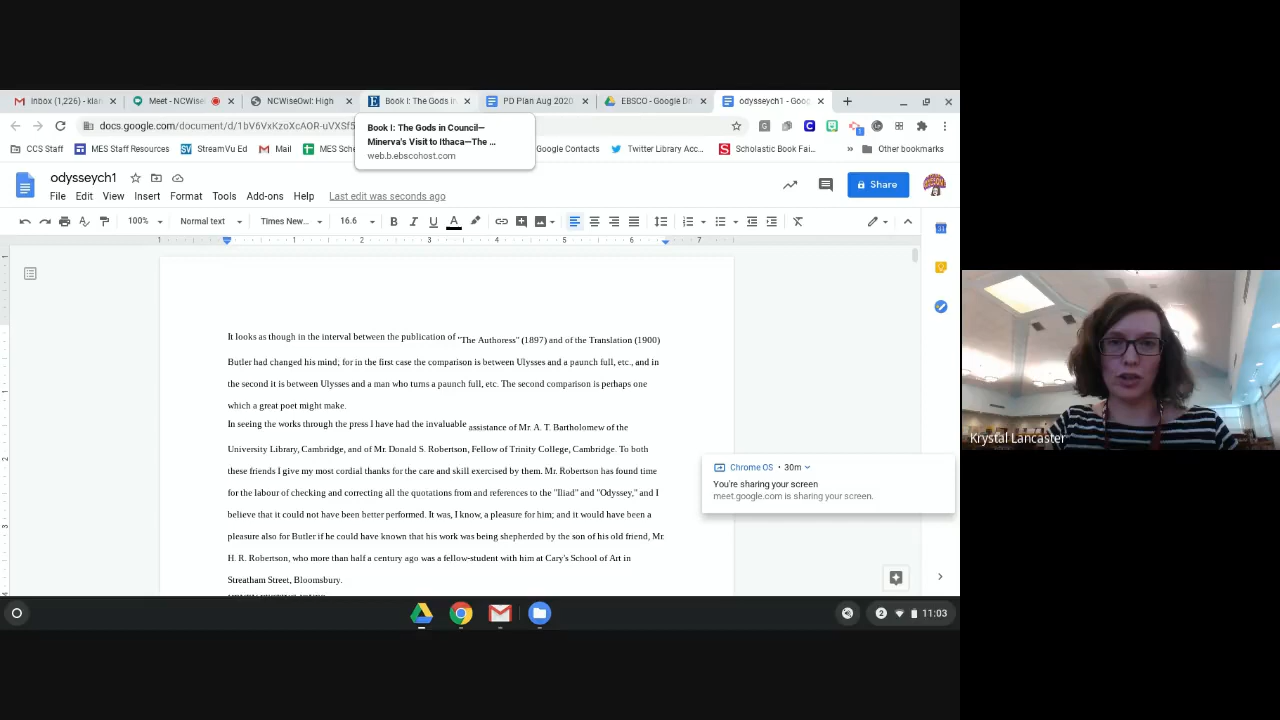 Inbox (1,226) - klan
Meet - NCWise
NCWiseOwl: High
Book I: The Gods in
PD Plan Aug 2020
EBSCO - Google Dr
odysseych1 - Goo
docs.google.com/document/d/1bV6VxKzoXcAOR-uVXSf5
Book I: The Gods in Council—
Minerva's Visit to Ithaca—The ...
web.b.ebscohost.com
CCS Staff
MES Staff Resources
StreamVu Ed
Mail
MES Sche
Google Contacts
Twitter Library Acc...
Scholastic Book Fai...
Other bookmarks
odysseych1
Share
File Edit View Insert Format Tools Add-ons Help Last edit was seconds ago
100% Normal text Times New... 16.6
1 1 2 3 4 5 6 7
It looks as though in the interval between the publication of "The Authoress" (1897) and of the Translation (1900)
Butler had changed his mind; for in the first case the comparison is between Ulysses and a paunch full, etc., and in
the second it is between Ulysses and a man who turns a paunch full, etc. The second comparison is perhaps one
which a great poet might make.
In seeing the works through the press I have had the invaluable assistance of Mr. A. T. Bartholomew of the
University Library, Cambridge, and of Mr. Donald S. Robertson, Fellow of Trinity College, Cambridge. To both
these friends I give my most cordial thanks for the care and skill exercised by them. Mr. Robertson has found time
for the labour of checking and correcting all the quotations from and references to the "Iliad" and "Odyssey," and I
believe that it could not have been better performed. It was, I know, a pleasure for him; and it would have been a
pleasure also for Butler if he could have known that his work was being shepherded by the son of his old friend, Mr.
H. R. Robertson, who more than half a century ago was a fellow-student with him at Cary's School of Art in
Streatham Street, Bloomsbury.
Chrome OS • 30m
You're sharing your screen
meet.google.com is sharing your screen.
Krystal Lancaster
2 11:03